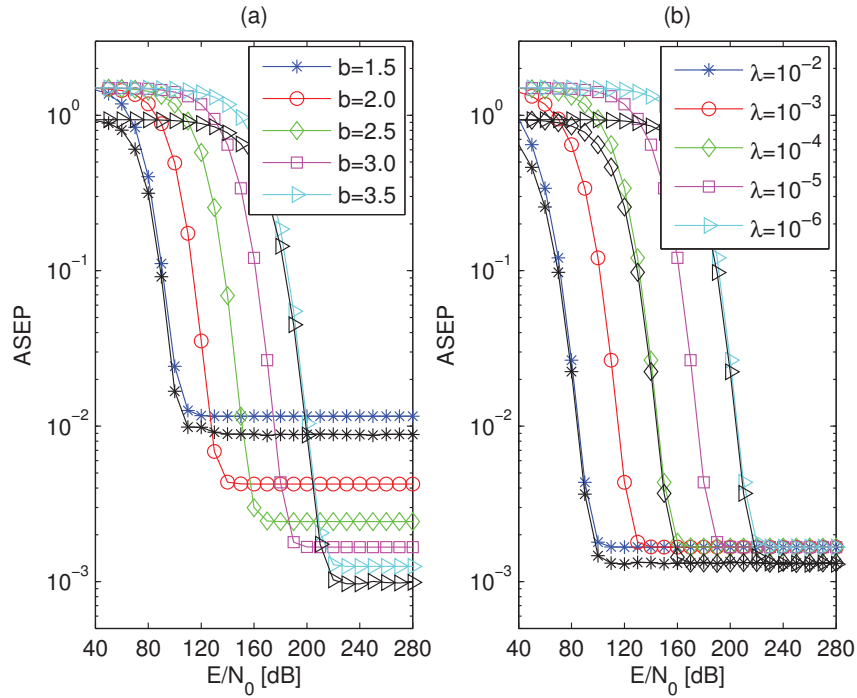 (a)
ASEP
10^0
10^-1
10^-2
10^-3
40 80 120 160 200 240 280
E/N_0 [dB]
b=1.5
b=2.0
b=2.5
b=3.0
b=3.5
(b)
ASEP
10^0
10^-1
10^-2
10^-3
40 80 120 160 200 240 280
E/N_0 [dB]
λ=10^-2
λ=10^-3
λ=10^-4
λ=10^-5
λ=10^-6